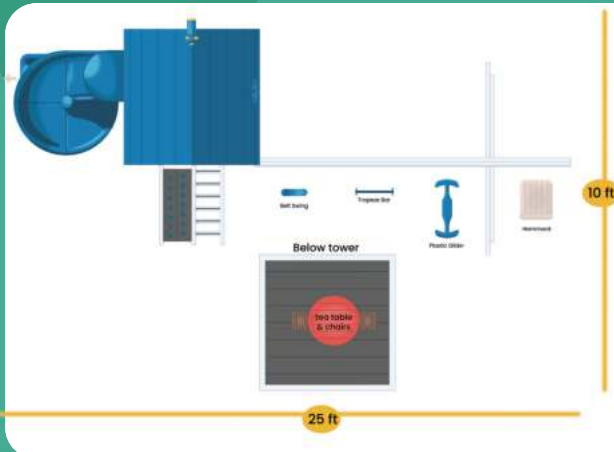 Belt Swing
Trapeze Bar
Plastic Glider
Hammock
10 ft
Below tower
tea table
& chairs
25 ft